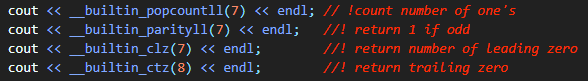 cout << __builtin_popcountll(7) << endl; // !count number of one's
cout << __builtin_parityll(7) << endl; //! return 1 if odd
cout << __builtin_clz(7) << endl; //! return number of leading zero
cout << __builtin_ctz(8) << endl; //! return trailing zero